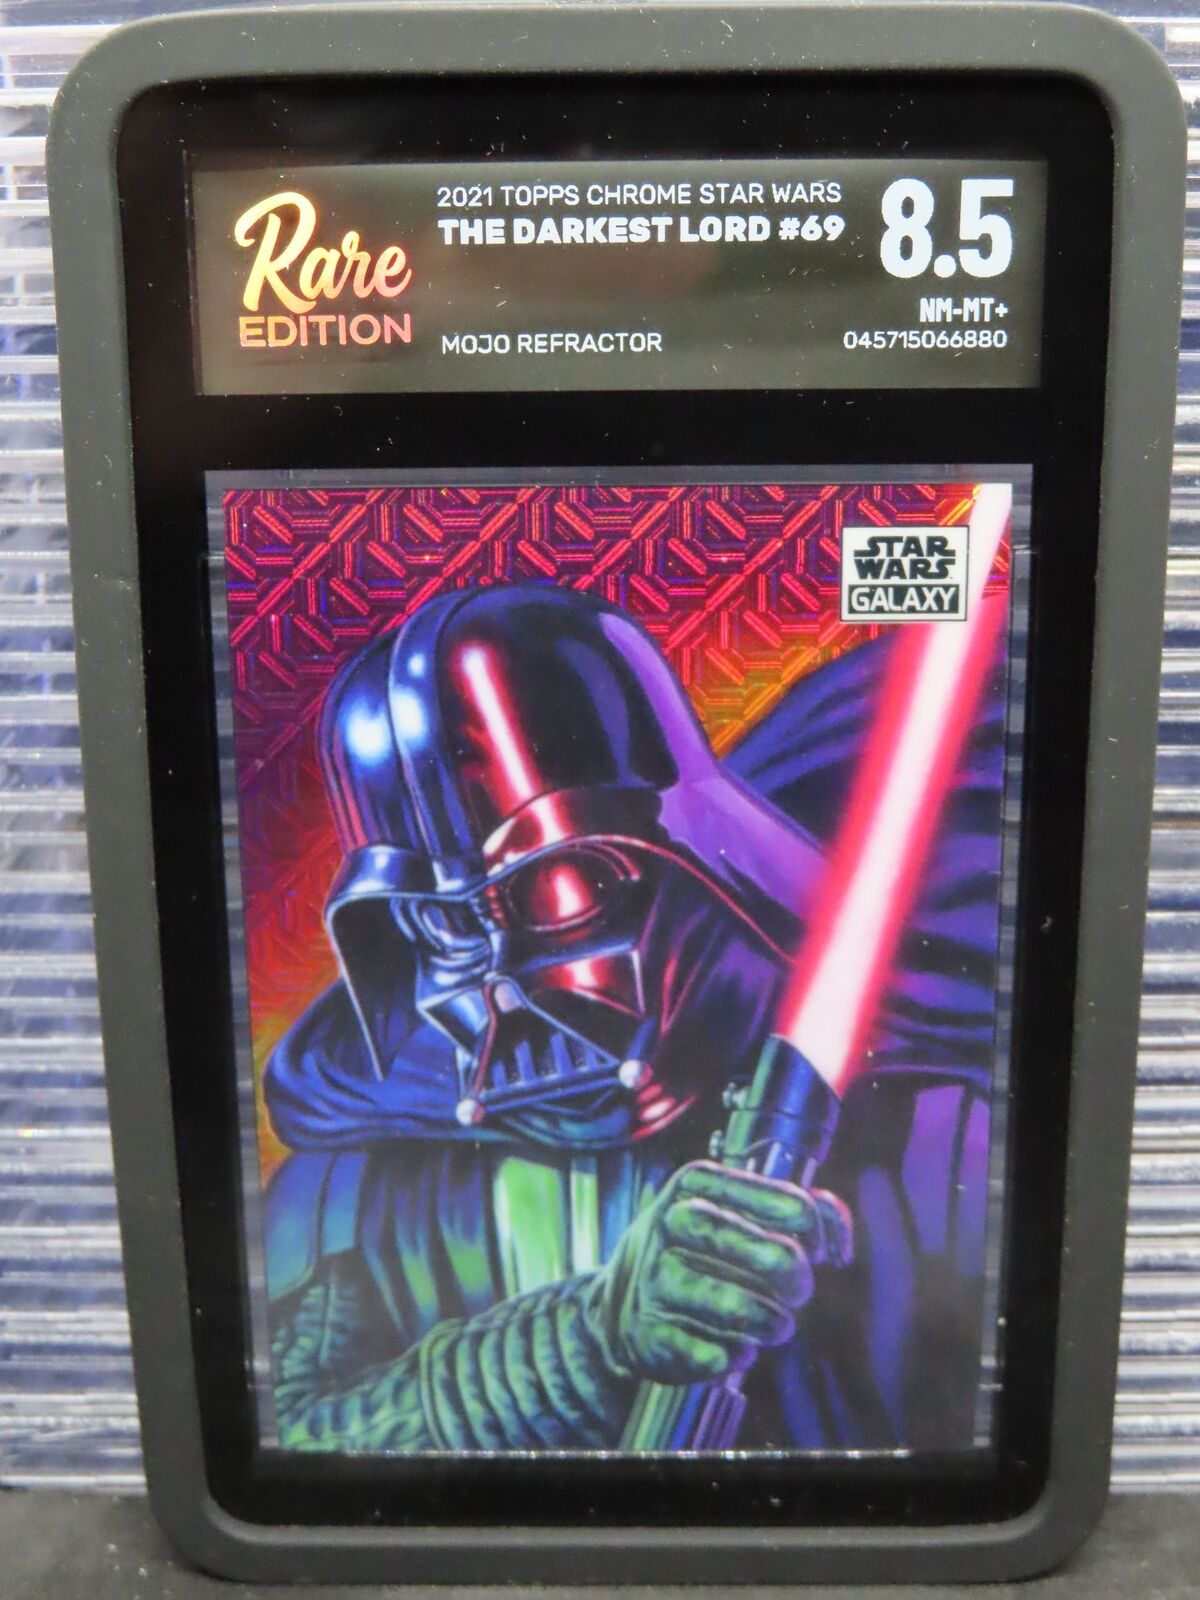 Rare
EDITION
2021 TOPPS CHROME STAR WARS
THE DARKEST LORD #69
MOJO REFRACTOR
8.5
NM-MT+
045715066880
STAR
WARS
GALAXY